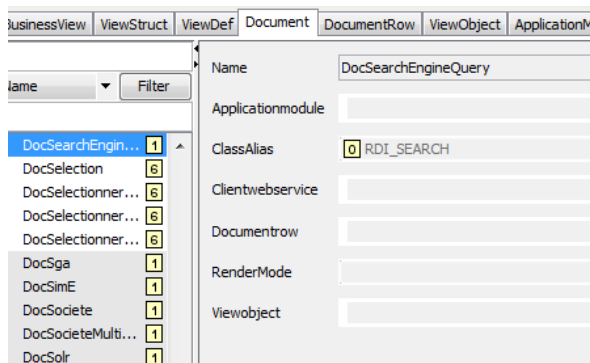 BusinessView ViewStruct ViewDef Document DocumentRow ViewObject ApplicationM
Name Filter
DocSearchEngin... 1
DocSelection 6
DocSelectionner... 6
DocSelectionner... 6
DocSelectionner... 6
DocSga 1
DocSimE 1
DocSociete 1
DocSocieteMulti... 1
DocSolr 1
Name DocSearchEngineQuery
Applicationmodule
ClassAlias 0 RDI_SEARCH
Clientwebservice
Documentrow
RenderMode
Viewobject